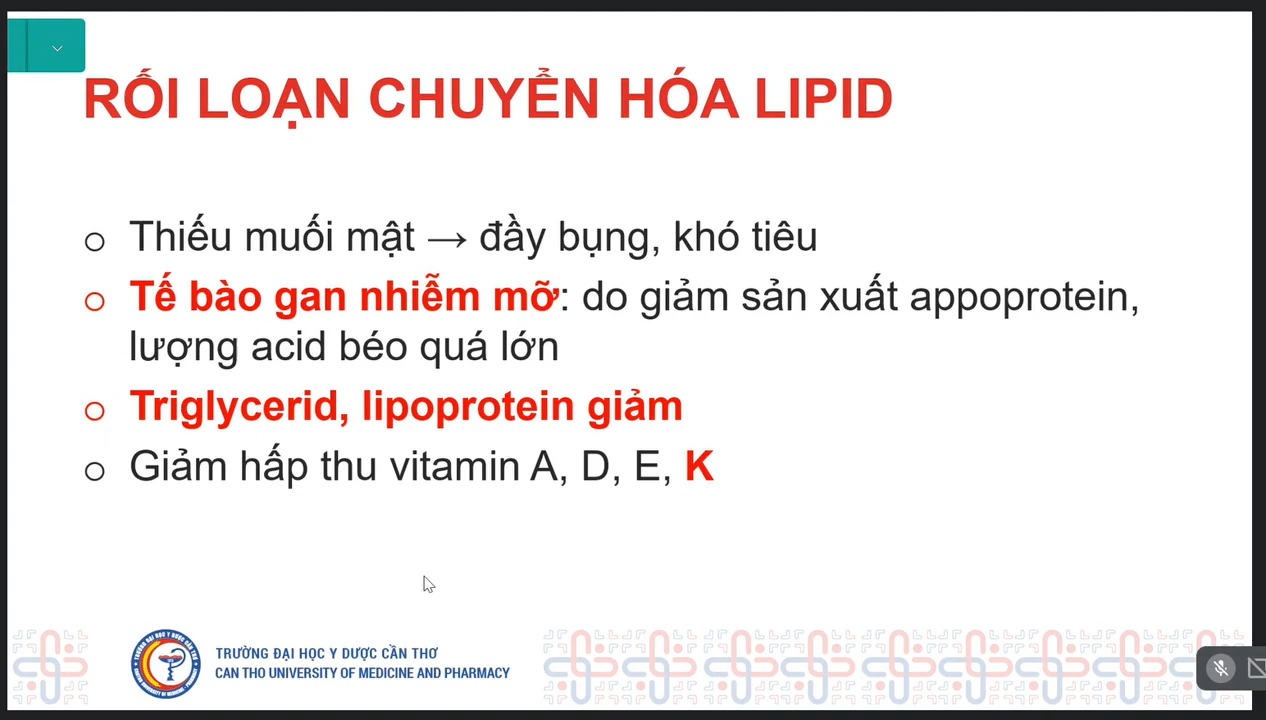 RỐI LOẠN CHUYỂN HÓA LIPID
Thiếu muối mật → đầy bụng, khó tiêu
Tế bào gan nhiễm mỡ: do giảm sản xuất appoprotein,
lượng acid béo quá lớn
Triglycerid, lipoprotein giảm
Giảm hấp thu vitamin A, D, E, K
TRƯỜNG ĐẠI HỌC Y DƯỢC CẦN THƠ
CAN THO UNIVERSITY OF MEDICINE AND PHARMACY